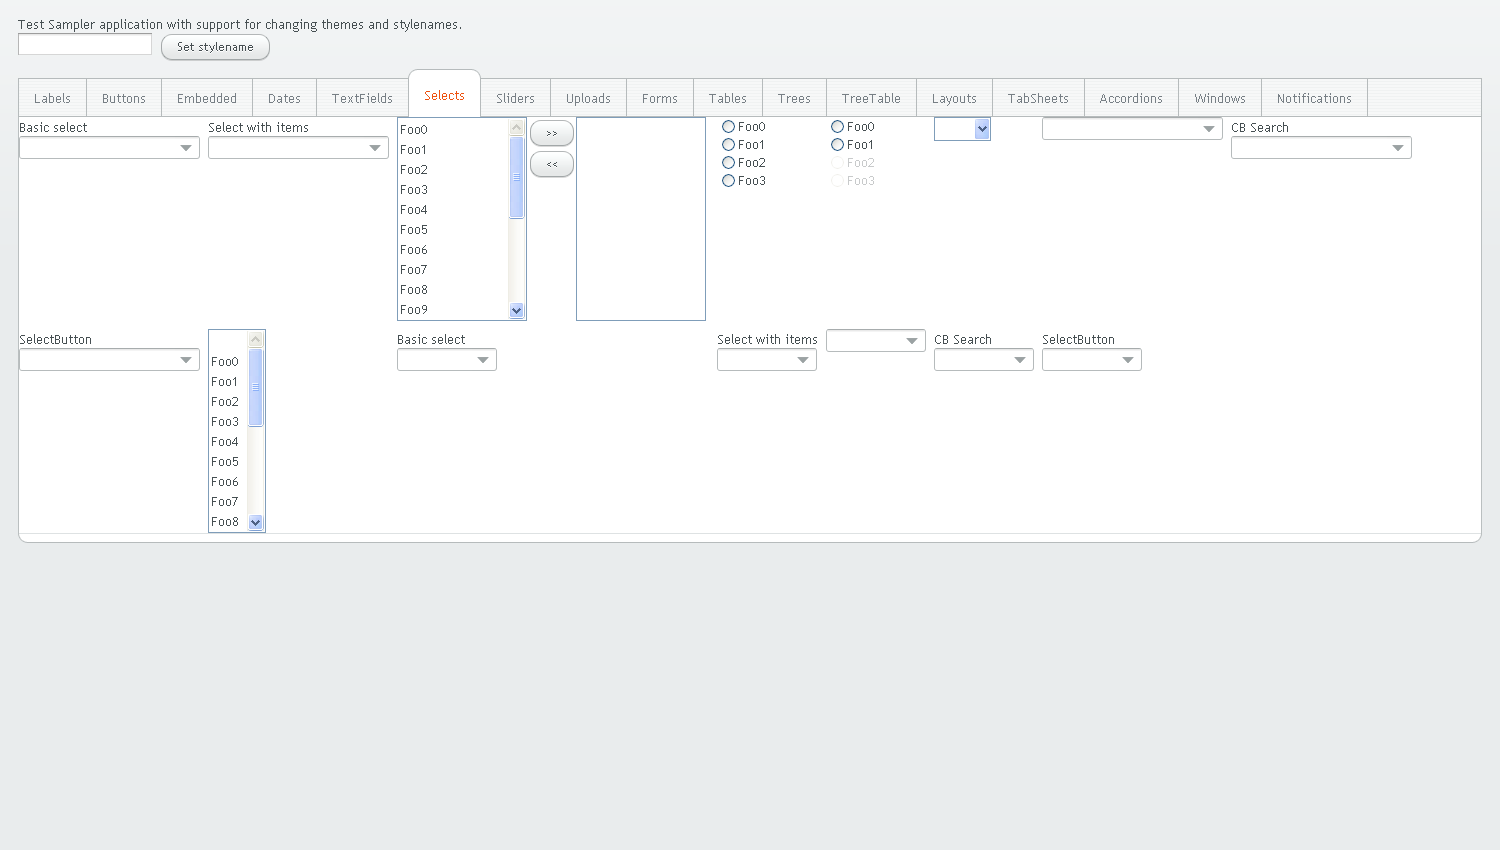 Test Sampler application with support for changing themes and stylenames.
Set stylename
Labels Buttons Embedded Dates TextFields Selects Sliders Uploads Forms Tables Trees TreeTable Layouts TabSheets Accordions Windows Notifications
Basic select
Select with items
Foo0
Foo1
Foo2
Foo3
Foo4
Foo5
Foo6
Foo7
Foo8
Foo9
>>
<<
Foo0
Foo1
Foo2
Foo3
Foo0
Foo1
Foo2
Foo3
CB Search
SelectButton
Foo0
Foo1
Foo2
Foo3
Foo4
Foo5
Foo6
Foo7
Foo8
Basic select
Select with items
CB Search
SelectButton